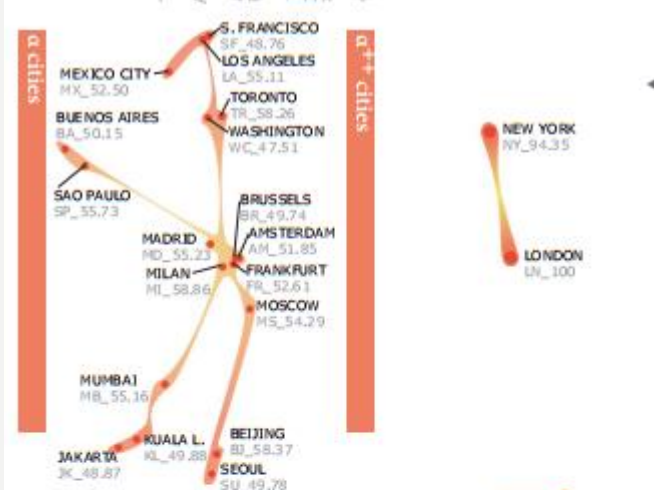 α cities
S. FRANCISCO
SF_48.76
LOS ANGELES
LA_55.11
MEXICO CITY
MX_52.50
TORONTO
TR_58.26
WASHINGTON
WC_47.51
BUENOS AIRES
BA_50.15
SAO PAULO
SP_55.73
BRUSSELS
BR_49.74
AMSTERDAM
AM_51.85
MADRID
MD_55.23
MILAN
MI_58.86
FRANKFURT
FR_52.61
MOSCOW
MS_54.29
MUMBAI
MB_55.16
KUALA L.
KL_49.88
JAKARTA
JK_48.87
BEIJING
BJ_58.37
SEOUL
SU_49.78
α++ cities
NEW YORK
NY_94.35
LONDON
LN_100